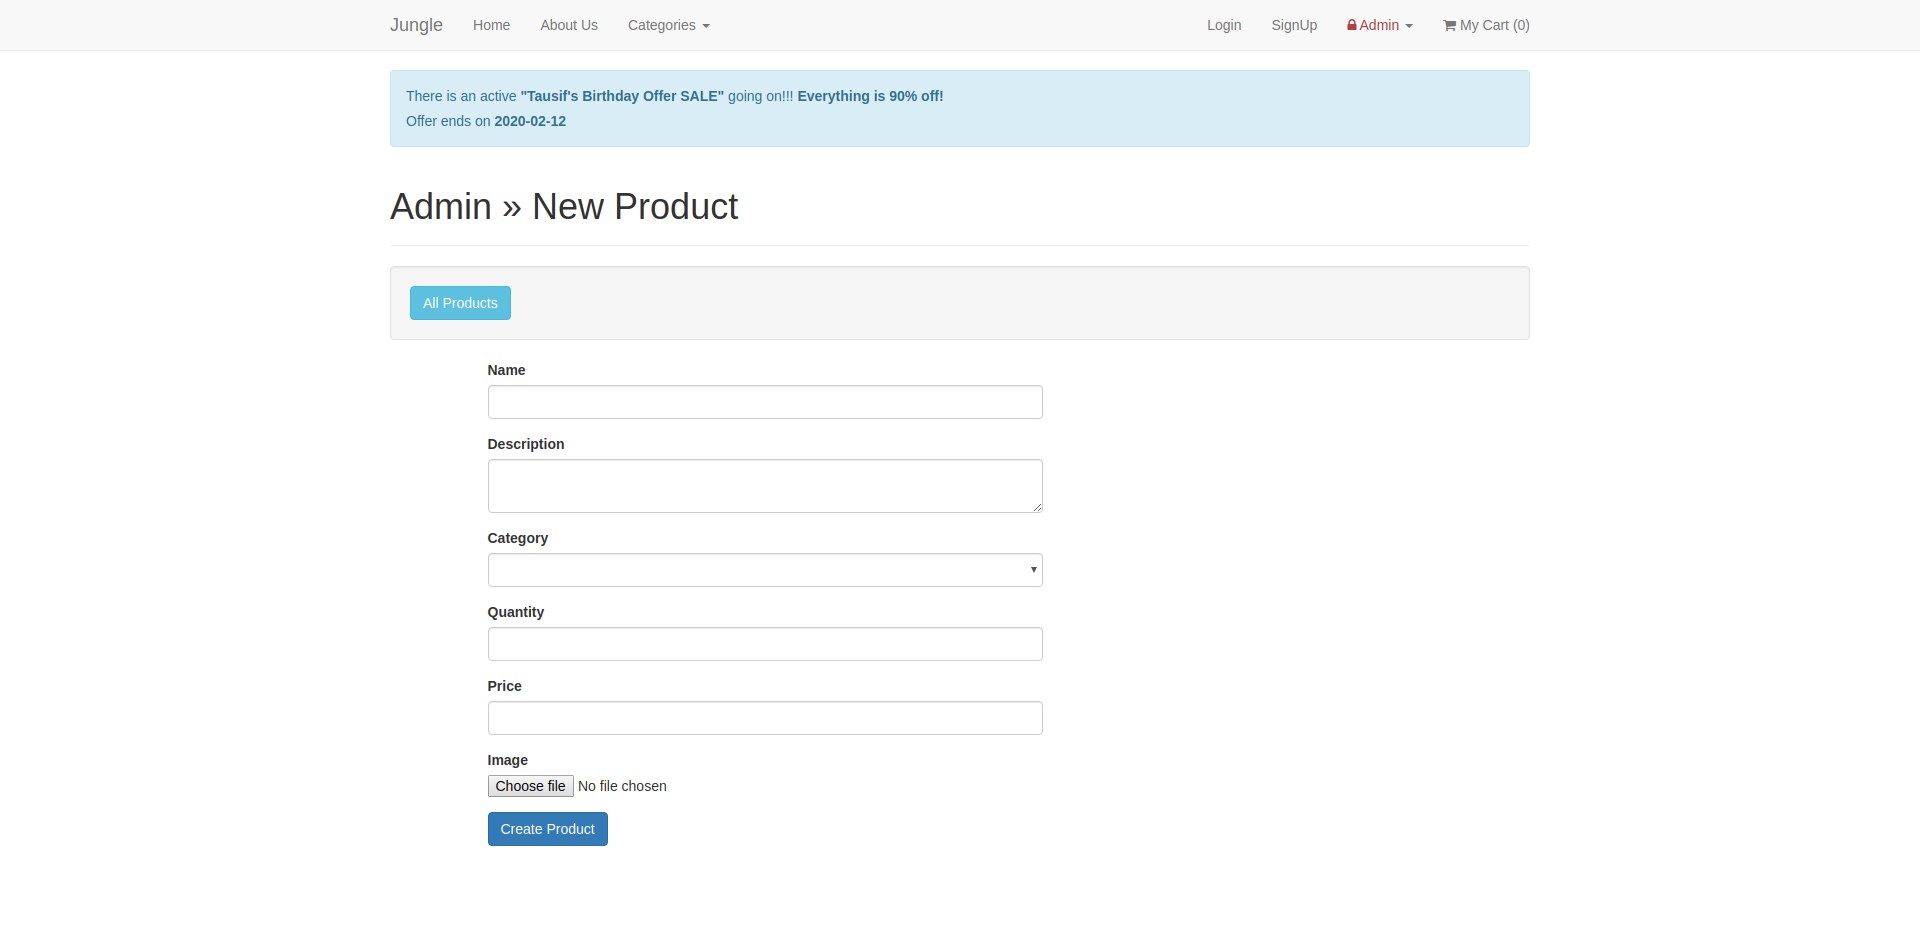 Jungle Home About Us Categories Login SignUp Admin My Cart (0)
There is an active "Tausif's Birthday Offer SALE" going on!!! Everything is 90% off!
Offer ends on 2020-02-12
Admin » New Product
All Products
Name
Description
Category
Quantity
Price
Image
Choose file No file chosen
Create Product